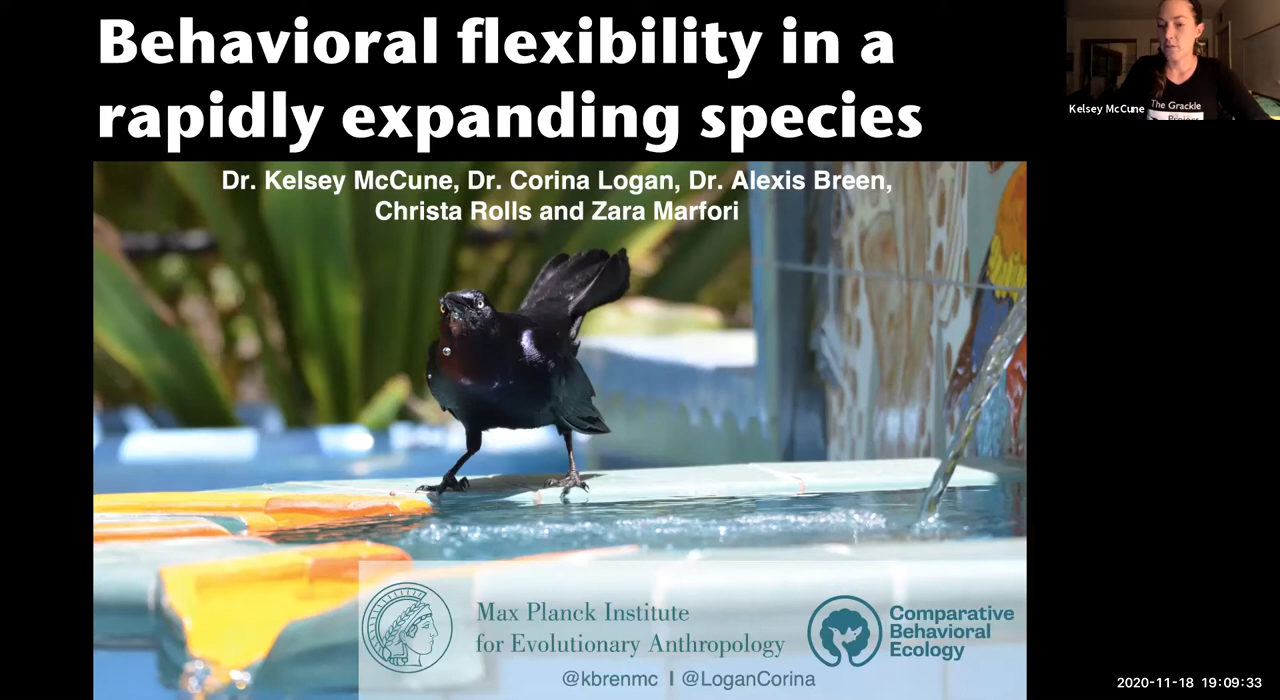 Behavioral flexibility in a
rapidly expanding species
Kelsey McCune
The Grackle
Project
Dr. Kelsey McCune, Dr. Corina Logan, Dr. Alexis Breen,
Christa Rolls and Zara Marfori
Max Planck Institute
for Evolutionary Anthropology
Comparative
Behavioral
Ecology
@kbrenmc I @LoganCorina
2020-11-18 19:09:33